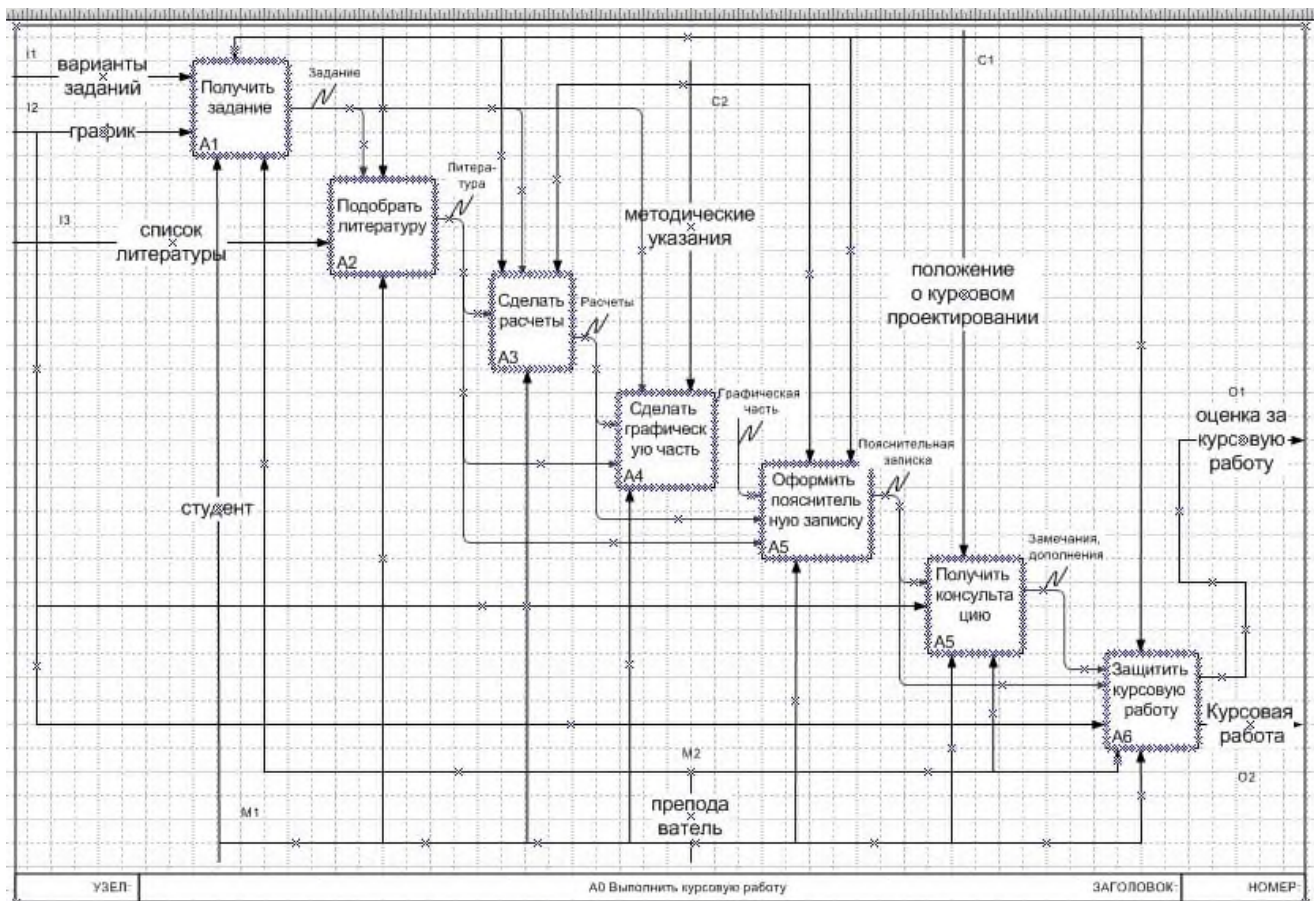 I1
варианты
заданий
I2
график
Получить
задание
A1
Задание
C1
C2
I3
список
литературы
Подобрать
литературу
A2
Литера-
тура
методические
указания
Сделать
расчеты
A3
Расчеты
положение
о курсовом
проектировании
Сделать
графическ
ую часть
A4
Графическая
часть
O1
оценка за
курсовую
работу
студент
Оформить
пояснитель
ную записку
A5
Пояснительная
записка
Получить
консульта
цию
A5
Замечания,
дополнения
Защитить
курсовую
работу
A6
Курсовая
работа
O2
M2
M1
препода
ватель
УЗЕЛ:
A0 Выполнить курсовую работу
ЗАГОЛОВОК:
НОМЕР: